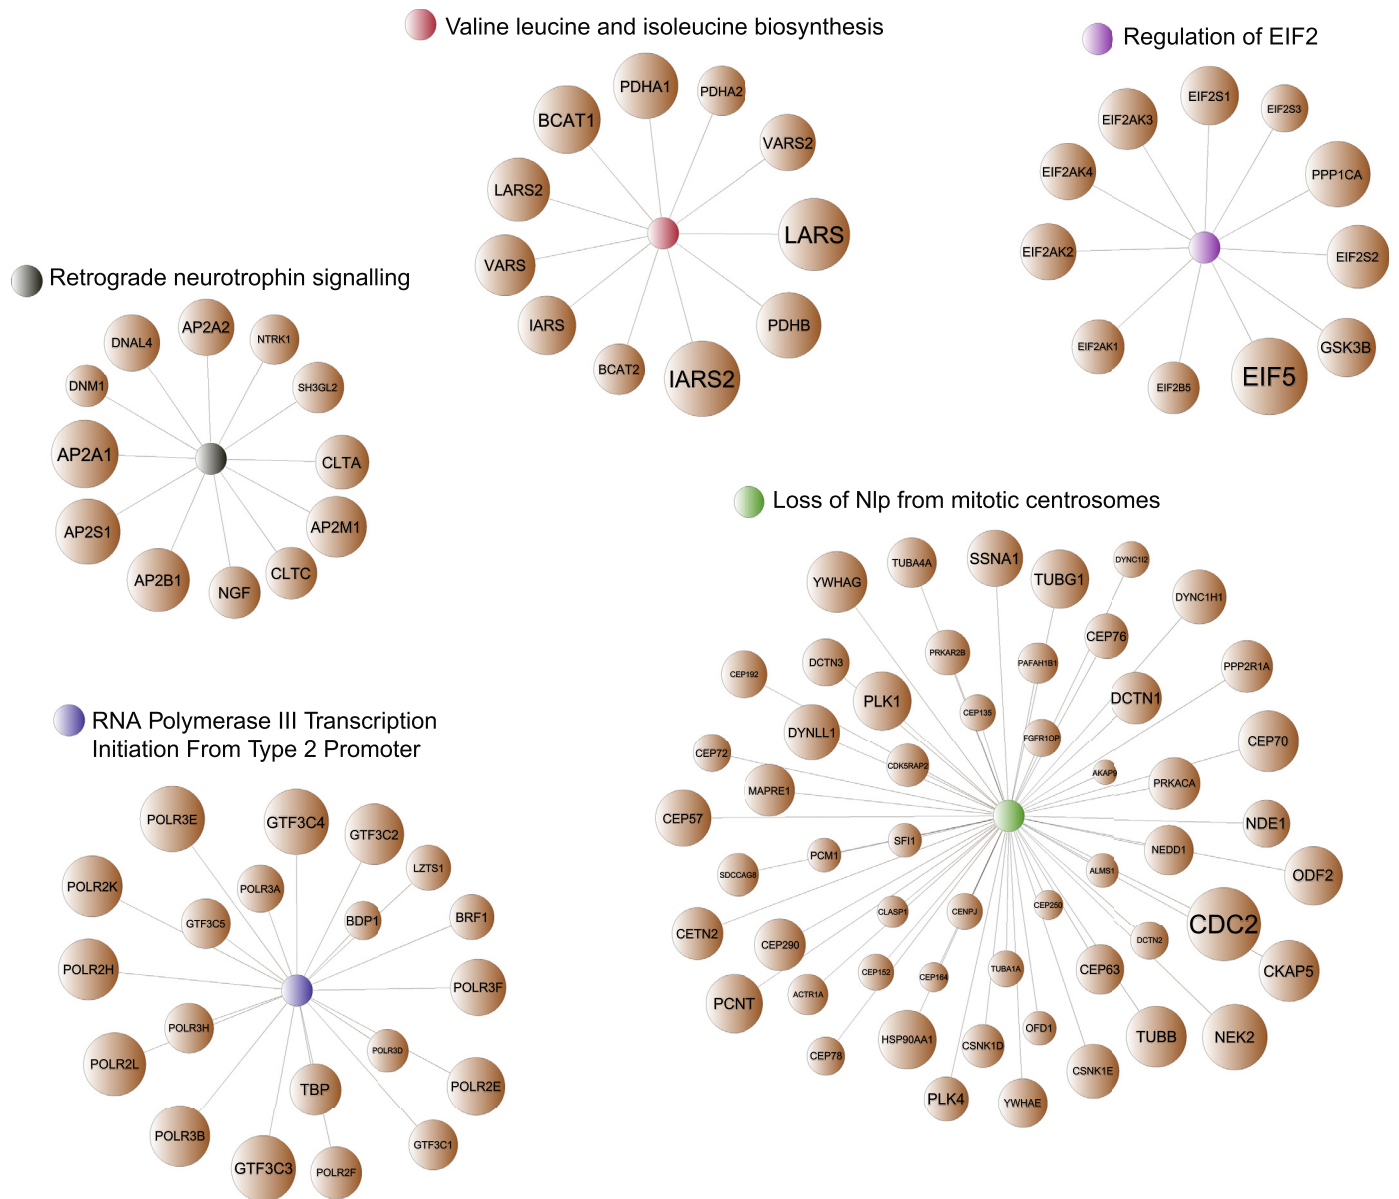 Valine leucine and isoleucine biosynthesis
PDHA1
PDHA2
BCAT1
VARS2
LARS2
LARS
VARS
IARS
PDHB
BCAT2
IARS2
Regulation of EIF2
EIF2S1
EIF2S3
EIF2AK3
EIF2AK4
PPP1CA
EIF2AK2
EIF2S2
EIF2AK1
GSK3B
EIF2B5
EIF5
Retrograde neurotrophin signalling
AP2A2
NTRK1
DNAL4
DNM1
SH3GL2
AP2A1
CLTA
AP2S1
AP2M1
AP2B1
CLTC
NGF
Loss of Nlp from mitotic centrosomes
SSNA1
DYNC1I2
TUBA4A
YWHAG
TUBG1
DYNC1H1
CEP76
PRKAR2B
DCTN3
PAFAH1B1
PPP2R1A
CEP192
PLK1
DCTN1
CEP135
DYNLL1
FGFR1OP
CEP70
CEP72
CDK5RAP2
AKAP9
PRKACA
MAPRE1
CEP57
NDE1
SFI1
PCM1
NEDD1
SDCCAG8
ALMS1
ODF2
CLASP1
CENPJ
CEP250
CDC2
CETN2
CEP290
DCTN2
CEP152
CEP164
TUBA1A
CEP63
CKAP5
ACTR1A
PCNT
OFD1
HSP90AA1
CSNK1D
TUBB
NEK2
CEP78
CSNK1E
PLK4
YWHAE
RNA Polymerase III Transcription
Initiation From Type 2 Promoter
POLR3E
GTF3C4
GTF3C2
LZTS1
POLR2K
POLR3A
GTF3C5
BDP1
BRF1
POLR2H
POLR3F
POLR3H
POLR2L
POLR3D
TBP
POLR2E
POLR3B
GTF3C1
GTF3C3
POLR2F